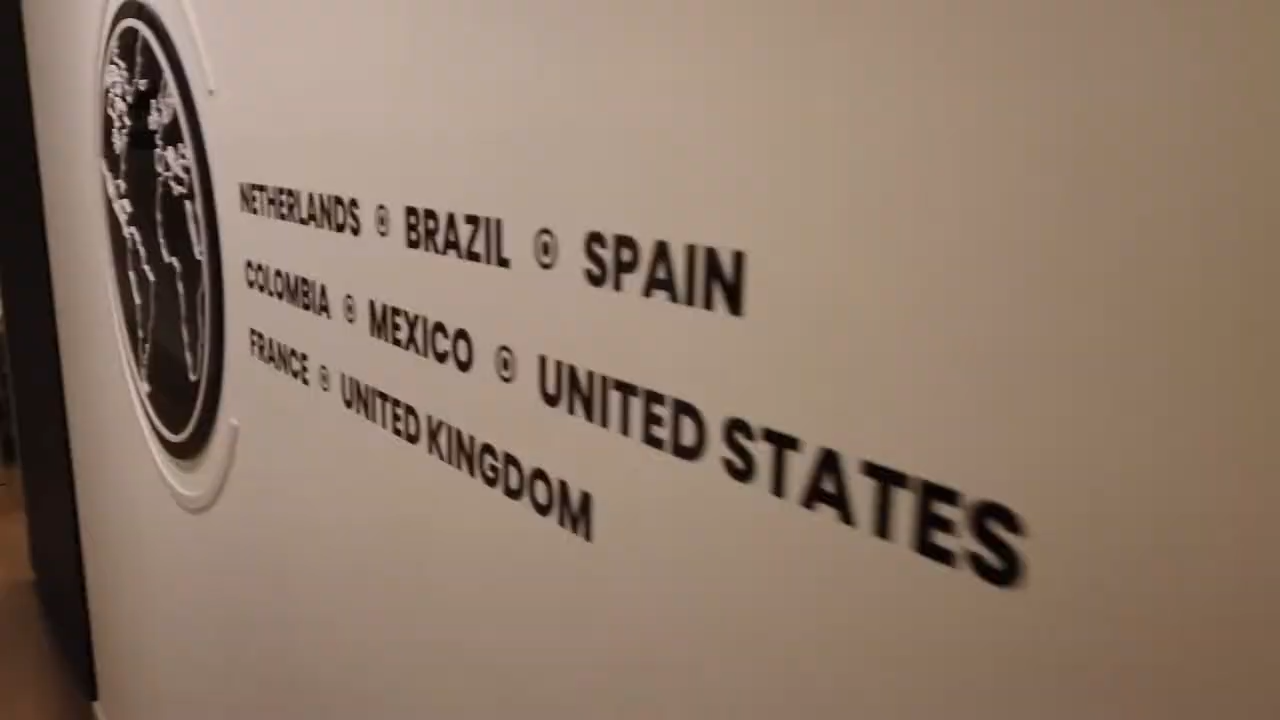 NETHERLANDS ⦿ BRAZIL ⦿ SPAIN
COLOMBIA ⦿ MEXICO ⦿ UNITED STATES
FRANCE ⦿ UNITED KINGDOM